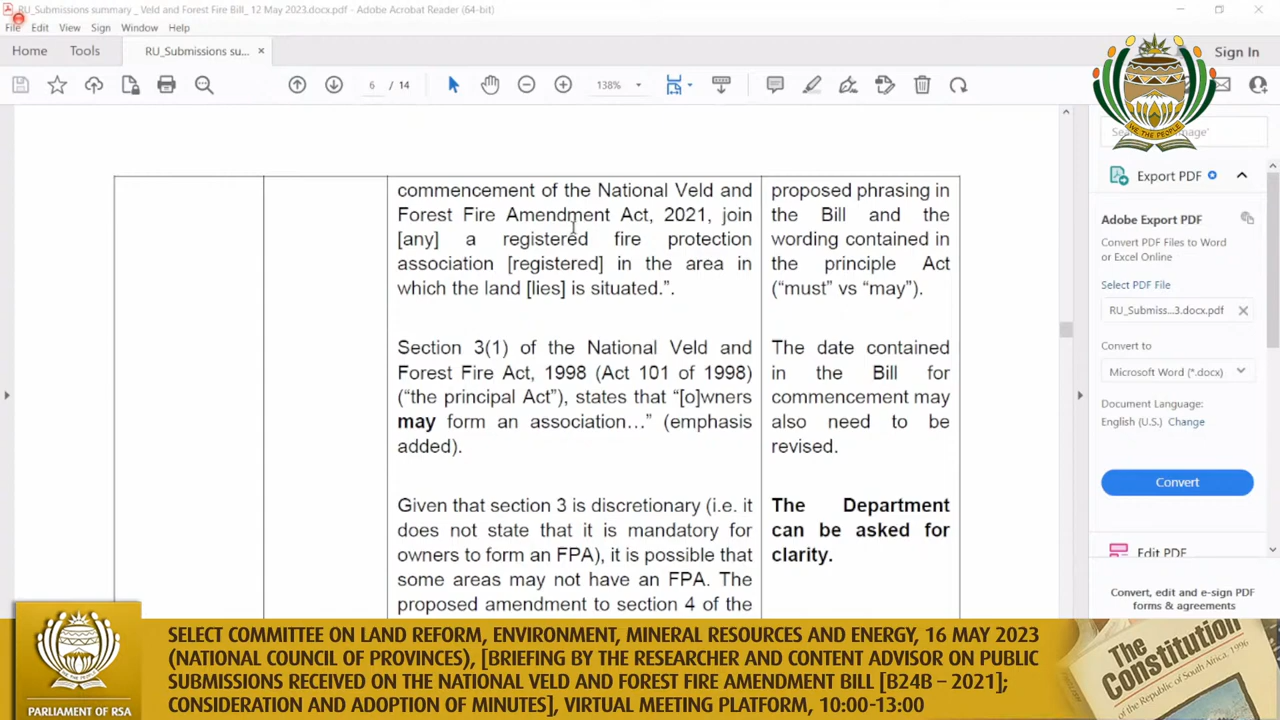 RU_Submissions summary _ Veld and Forest Fire Bill_ 12 May 2023.docx.pdf - Adobe Acrobat Reader (64-bit)
File Edit View Sign Window Help
Home Tools RU_Submissions su... × Sign In
6 / 14 138%
WE THE PEOPLE
commencement of the National Veld and
Forest Fire Amendment Act, 2021, join
[any] a registered fire protection
association [registered] in the area in
which the land [lies] is situated.".
Section 3(1) of the National Veld and
Forest Fire Act, 1998 (Act 101 of 1998)
("the principal Act"), states that "[o]wners
may form an association…" (emphasis
added).
Given that section 3 is discretionary (i.e. it
does not state that it is mandatory for
owners to form an FPA), it is possible that
some areas may not have an FPA. The
proposed amendment to section 4 of the
proposed phrasing in
the Bill and the
wording contained in
the principle Act
("must" vs "may").
The date contained
in the Bill for
commencement may
also need to be
revised.
The Department
can be asked for
clarity.
Export PDF
Adobe Export PDF
Convert PDF Files to Word
or Excel Online
Select PDF File
RU_Submiss...3.docx.pdf ×
Convert to
Microsoft Word (*.docx)
Document Language:
English (U.S.) Change
Convert
Edit PDF
Convert, edit and e-sign PDF
forms & agreements
SELECT COMMITTEE ON LAND REFORM, ENVIRONMENT, MINERAL RESOURCES AND ENERGY, 16 MAY 2023
(NATIONAL COUNCIL OF PROVINCES), [BRIEFING BY THE RESEARCHER AND CONTENT ADVISOR ON PUBLIC
SUBMISSIONS RECEIVED ON THE NATIONAL VELD AND FOREST FIRE AMENDMENT BILL [B24B – 2021];
CONSIDERATION AND ADOPTION OF MINUTES], VIRTUAL MEETING PLATFORM, 10:00-13:00
PARLIAMENT OF RSA
The
Constitution
of the Republic of South Africa, 1996